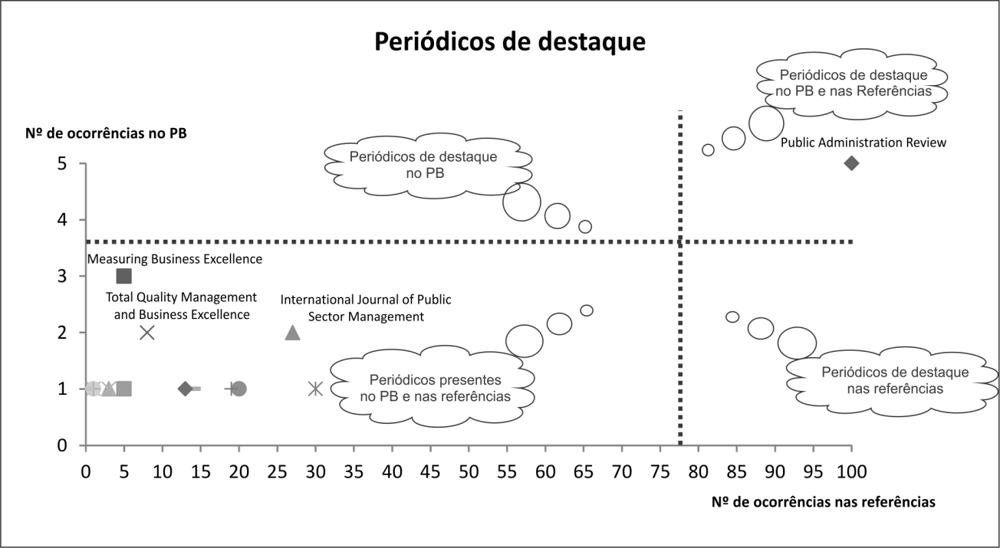 Periódicos de destaque
Periódicos de destaque
no PB e nas Referências
Nº de ocorrências no PB
Public Administration Review
Periódicos de destaque
no PB
5
4
Measuring Business Excellence
3
Total Quality Management
and Business Excellence
International Journal of Public
Sector Management
2
Periódicos presentes
no PB e nas referências
Periódicos de destaque
nas referências
1
0
0 5 10 15 20 25 30 35 40 45 50 55 60 65 70 75 80 85 90 95 100
Nº de ocorrências nas referências